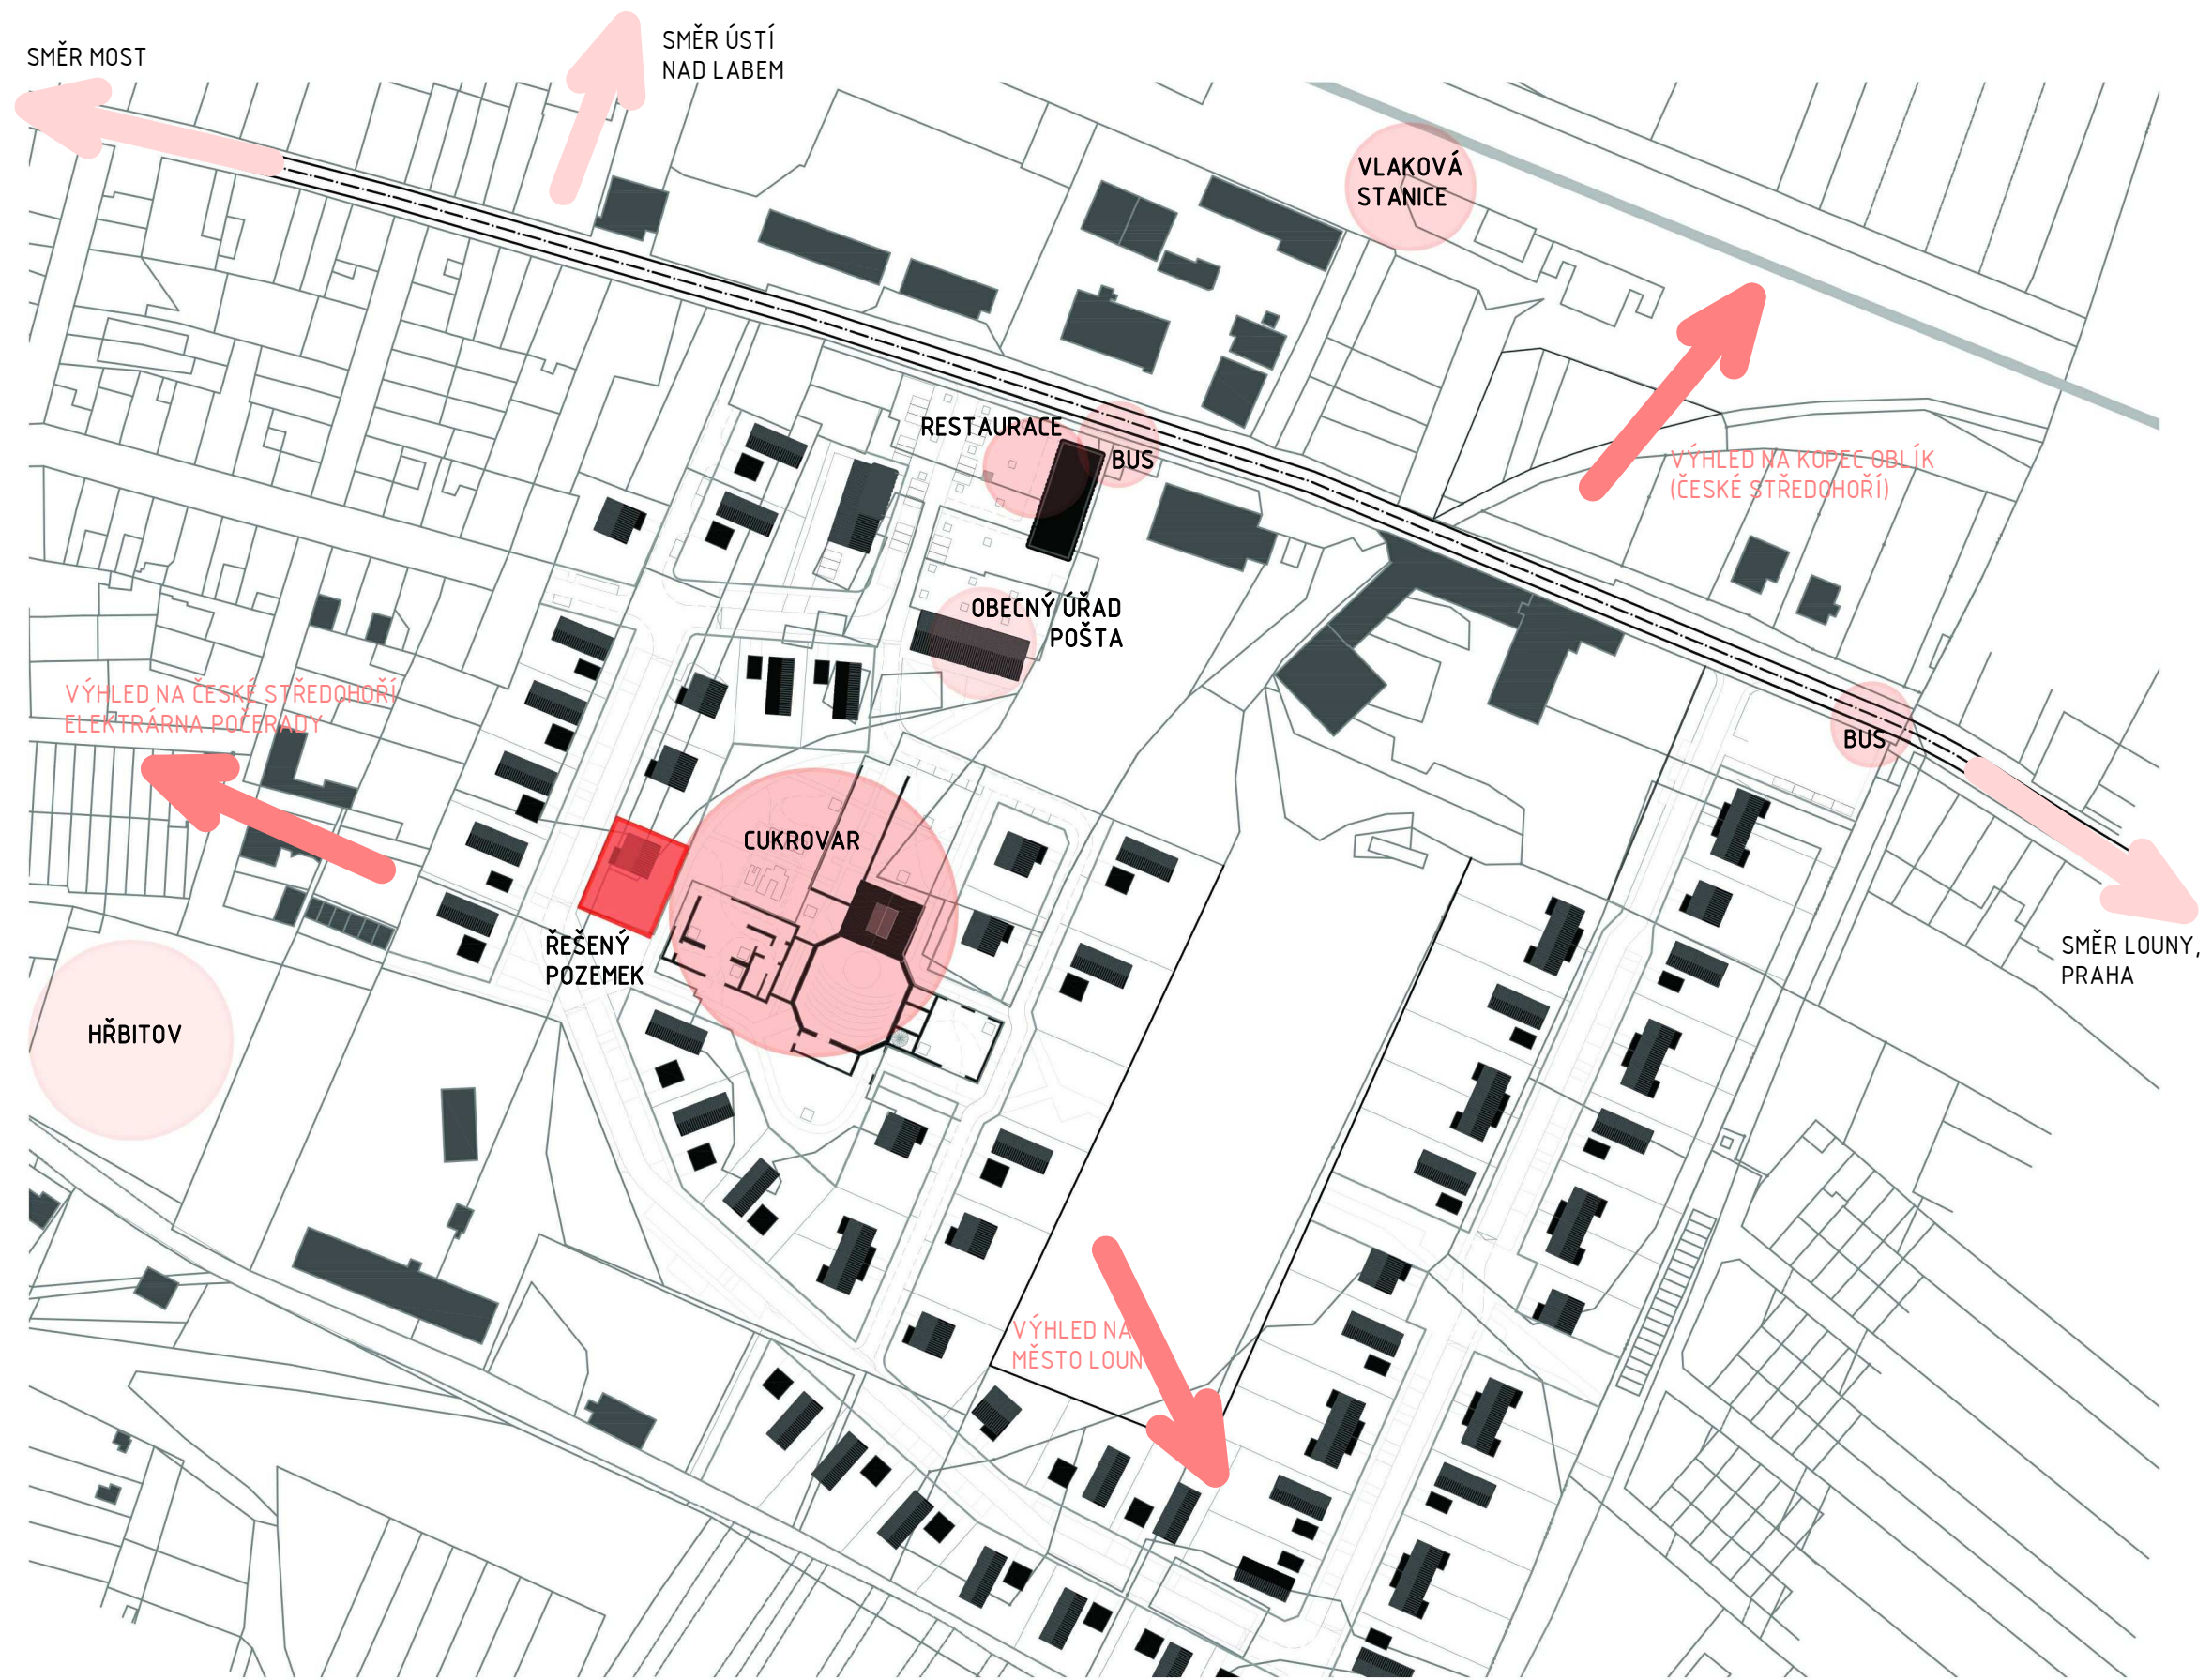 SMĚR MOST
SMĚR ÚSTÍ
NAD LABEM
VLAKOVÁ
STANICE
RESTAURACE
BUS
VÝHLED NA KOPEC OBLÍK
(ČESKÉ STŘEDOHOŘÍ)
OBECNÝ ÚŘAD
POŠTA
VÝHLED NA ČESKÉ STŘEDOHOŘÍ
ELEKTRÁRNA POČERADY
BUS
CUKROVAR
ŘEŠENÝ
POZEMEK
SMĚR LOUNY,
PRAHA
HŘBITOV
VÝHLED NA
MĚSTO LOUN